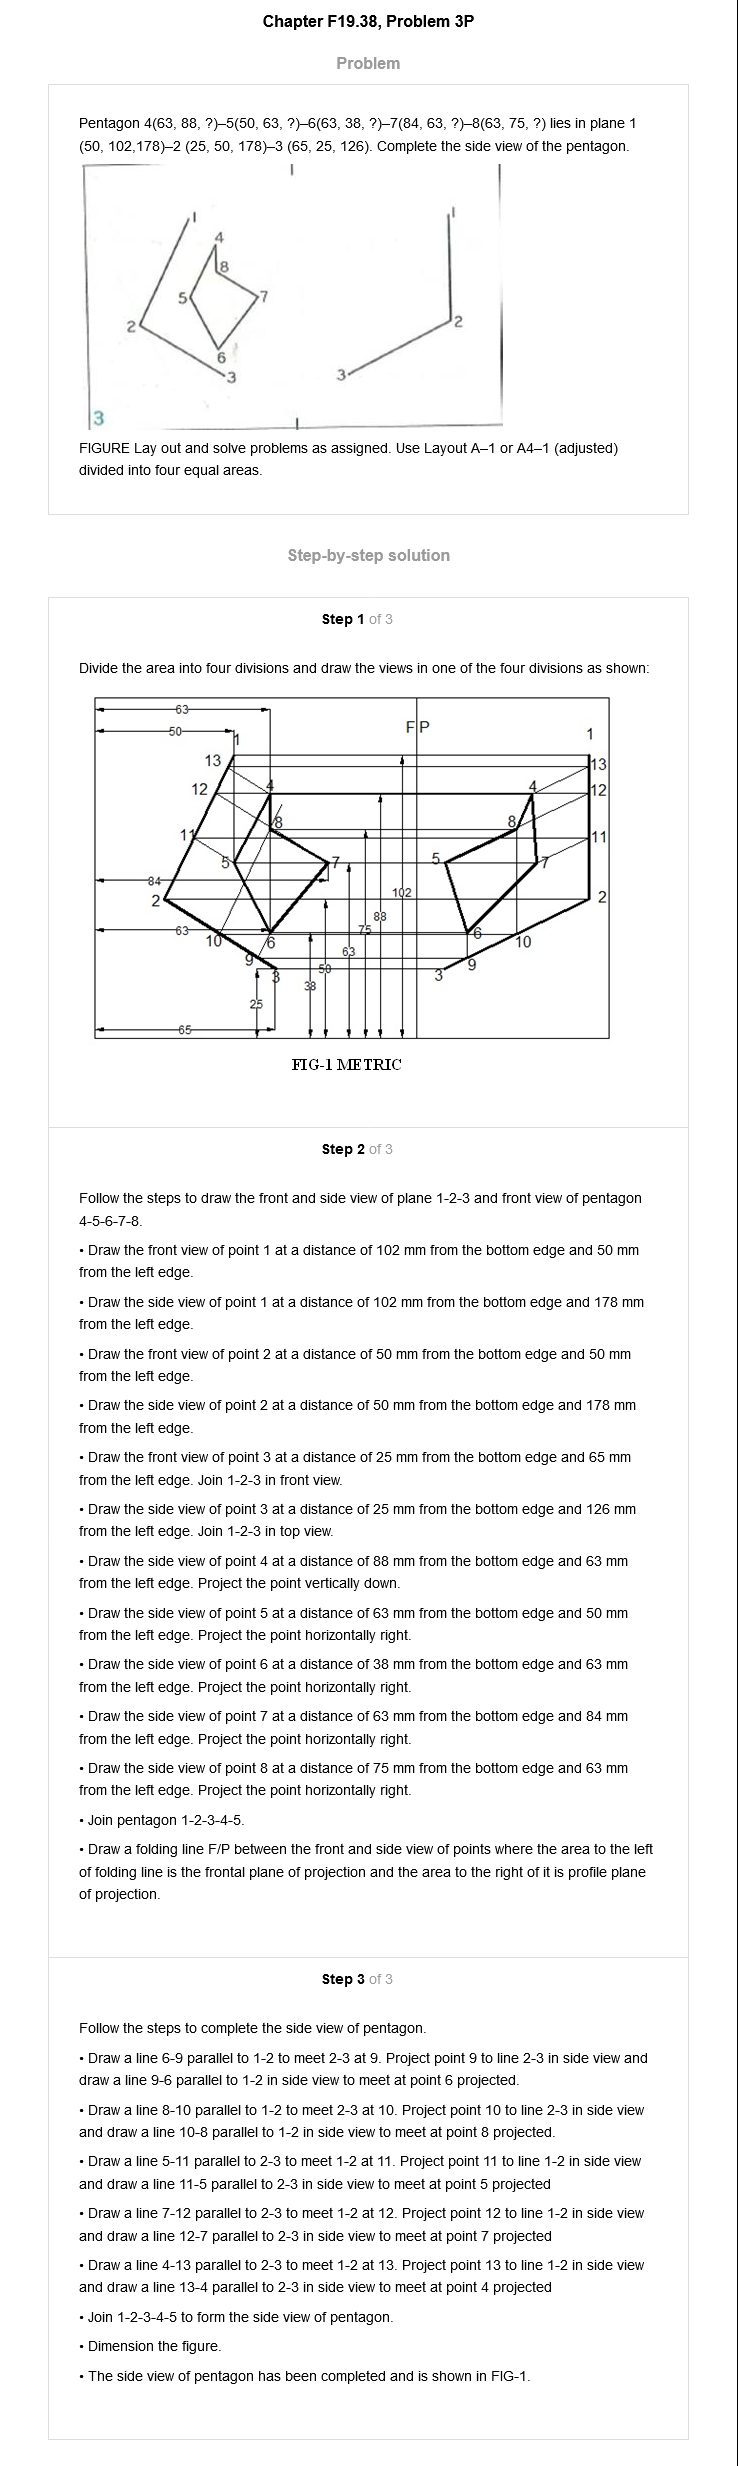 Chapter F19.38, Problem 3P
Problem
Pentagon 4(63, 88, ?)–5(50, 63, ?)–6(63, 38, ?)–7(84, 63, ?)–8(63, 75, ?) lies in plane 1
(50, 102,178)–2 (25, 50, 178)–3 (65, 25, 126). Complete the side view of the pentagon.
1
1
4
8
5
7
2
2
6
3
3
3
FIGURE Lay out and solve problems as assigned. Use Layout A–1 or A4–1 (adjusted)
divided into four equal areas.
Step-by-step solution
Step 1 of 3
Divide the area into four divisions and draw the views in one of the four divisions as shown:
63
50
F P
1
1
13
13
12
4
4
12
8
8
11
11
5
7
5
7
84
102
2
2
88
63
75
10
6
6
10
63
9
50
9
3
3
38
25
65
FIG-1 METRIC
Step 2 of 3
Follow the steps to draw the front and side view of plane 1-2-3 and front view of pentagon
4-5-6-7-8.
• Draw the front view of point 1 at a distance of 102 mm from the bottom edge and 50 mm
from the left edge.
• Draw the side view of point 1 at a distance of 102 mm from the bottom edge and 178 mm
from the left edge.
• Draw the front view of point 2 at a distance of 50 mm from the bottom edge and 50 mm
from the left edge.
• Draw the side view of point 2 at a distance of 50 mm from the bottom edge and 178 mm
from the left edge.
• Draw the front view of point 3 at a distance of 25 mm from the bottom edge and 65 mm
from the left edge. Join 1-2-3 in front view.
• Draw the side view of point 3 at a distance of 25 mm from the bottom edge and 126 mm
from the left edge. Join 1-2-3 in top view.
• Draw the side view of point 4 at a distance of 88 mm from the bottom edge and 63 mm
from the left edge. Project the point vertically down.
• Draw the side view of point 5 at a distance of 63 mm from the bottom edge and 50 mm
from the left edge. Project the point horizontally right.
• Draw the side view of point 6 at a distance of 38 mm from the bottom edge and 63 mm
from the left edge. Project the point horizontally right.
• Draw the side view of point 7 at a distance of 63 mm from the bottom edge and 84 mm
from the left edge. Project the point horizontally right.
• Draw the side view of point 8 at a distance of 75 mm from the bottom edge and 63 mm
from the left edge. Project the point horizontally right.
• Join pentagon 1-2-3-4-5.
• Draw a folding line F/P between the front and side view of points where the area to the left
of folding line is the frontal plane of projection and the area to the right of it is profile plane
of projection.
Step 3 of 3
Follow the steps to complete the side view of pentagon.
• Draw a line 6-9 parallel to 1-2 to meet 2-3 at 9. Project point 9 to line 2-3 in side view and
draw a line 9-6 parallel to 1-2 in side view to meet at point 6 projected.
• Draw a line 8-10 parallel to 1-2 to meet 2-3 at 10. Project point 10 to line 2-3 in side view
and draw a line 10-8 parallel to 1-2 in side view to meet at point 8 projected.
• Draw a line 5-11 parallel to 2-3 to meet 1-2 at 11. Project point 11 to line 1-2 in side view
and draw a line 11-5 parallel to 2-3 in side view to meet at point 5 projected
• Draw a line 7-12 parallel to 2-3 to meet 1-2 at 12. Project point 12 to line 1-2 in side view
and draw a line 12-7 parallel to 2-3 in side view to meet at point 7 projected
• Draw a line 4-13 parallel to 2-3 to meet 1-2 at 13. Project point 13 to line 1-2 in side view
and draw a line 13-4 parallel to 2-3 in side view to meet at point 4 projected
• Join 1-2-3-4-5 to form the side view of pentagon.
• Dimension the figure.
• The side view of pentagon has been completed and is shown in FIG-1.